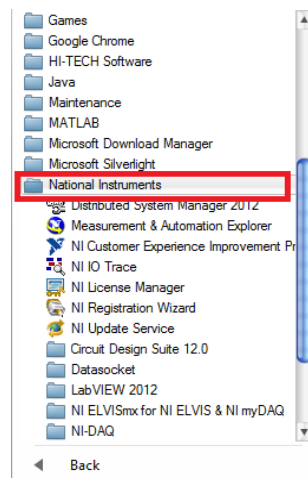 Games
Google Chrome
HI-TECH Software
Java
Maintenance
MATLAB
Microsoft Download Manager
Microsoft Silverlight
National Instruments
Distributed System Manager 2012
Measurement & Automation Explorer
NI Customer Experience Improvement Pr
NI IO Trace
NI License Manager
NI Registration Wizard
NI Update Service
Circuit Design Suite 12.0
Datasocket
LabVIEW 2012
NI ELVISmx for NI ELVIS & NI myDAQ
NI-DAQ
Back